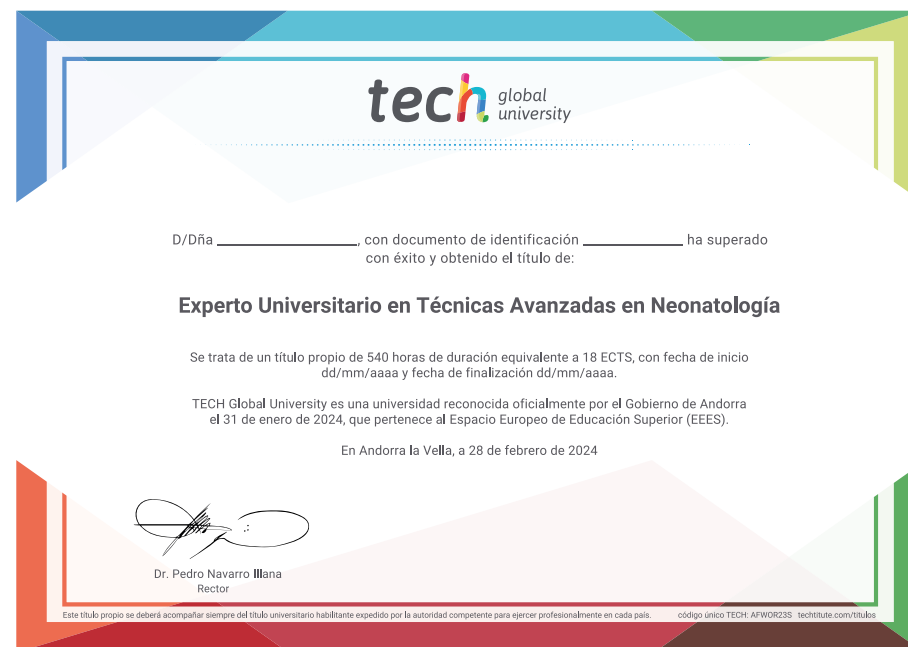 tech global university
D/Dña ____________, con documento de identificación ____________ ha superado
con éxito y obtenido el título de:
Experto Universitario en Técnicas Avanzadas en Neonatología
Se trata de un título propio de 540 horas de duración equivalente a 18 ECTS, con fecha de inicio
dd/mm/aaaa y fecha de finalización dd/mm/aaaa.
TECH Global University es una universidad reconocida oficialmente por el Gobierno de Andorra
el 31 de enero de 2024, que pertenece al Espacio Europeo de Educación Superior (EEES).
En Andorra la Vella, a 28 de febrero de 2024
Dr. Pedro Navarro Illana
Rector
Este título propio se deberá acompañar siempre del título universitario habilitante expedido por la autoridad competente para ejercer profesionalmente en cada país. código único TECH: AFWOR23S techtitute.com/titulos